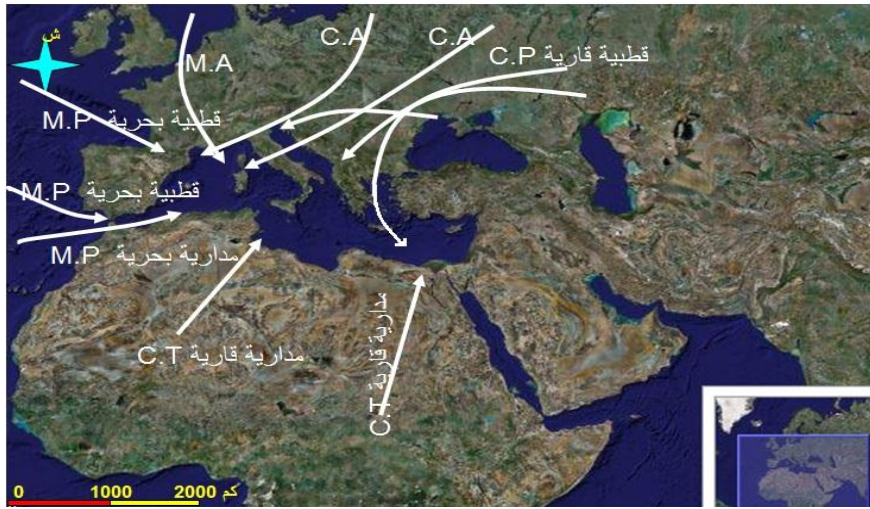 ش
C.A
C.A
C.P قطبية قارية
M.A
M.P قطبية بحرية
M.P قطبية بحرية
M.P مدارية بحرية
C.T مدارية قارية
C.T مدارية قارية
0 1000 2000 كم